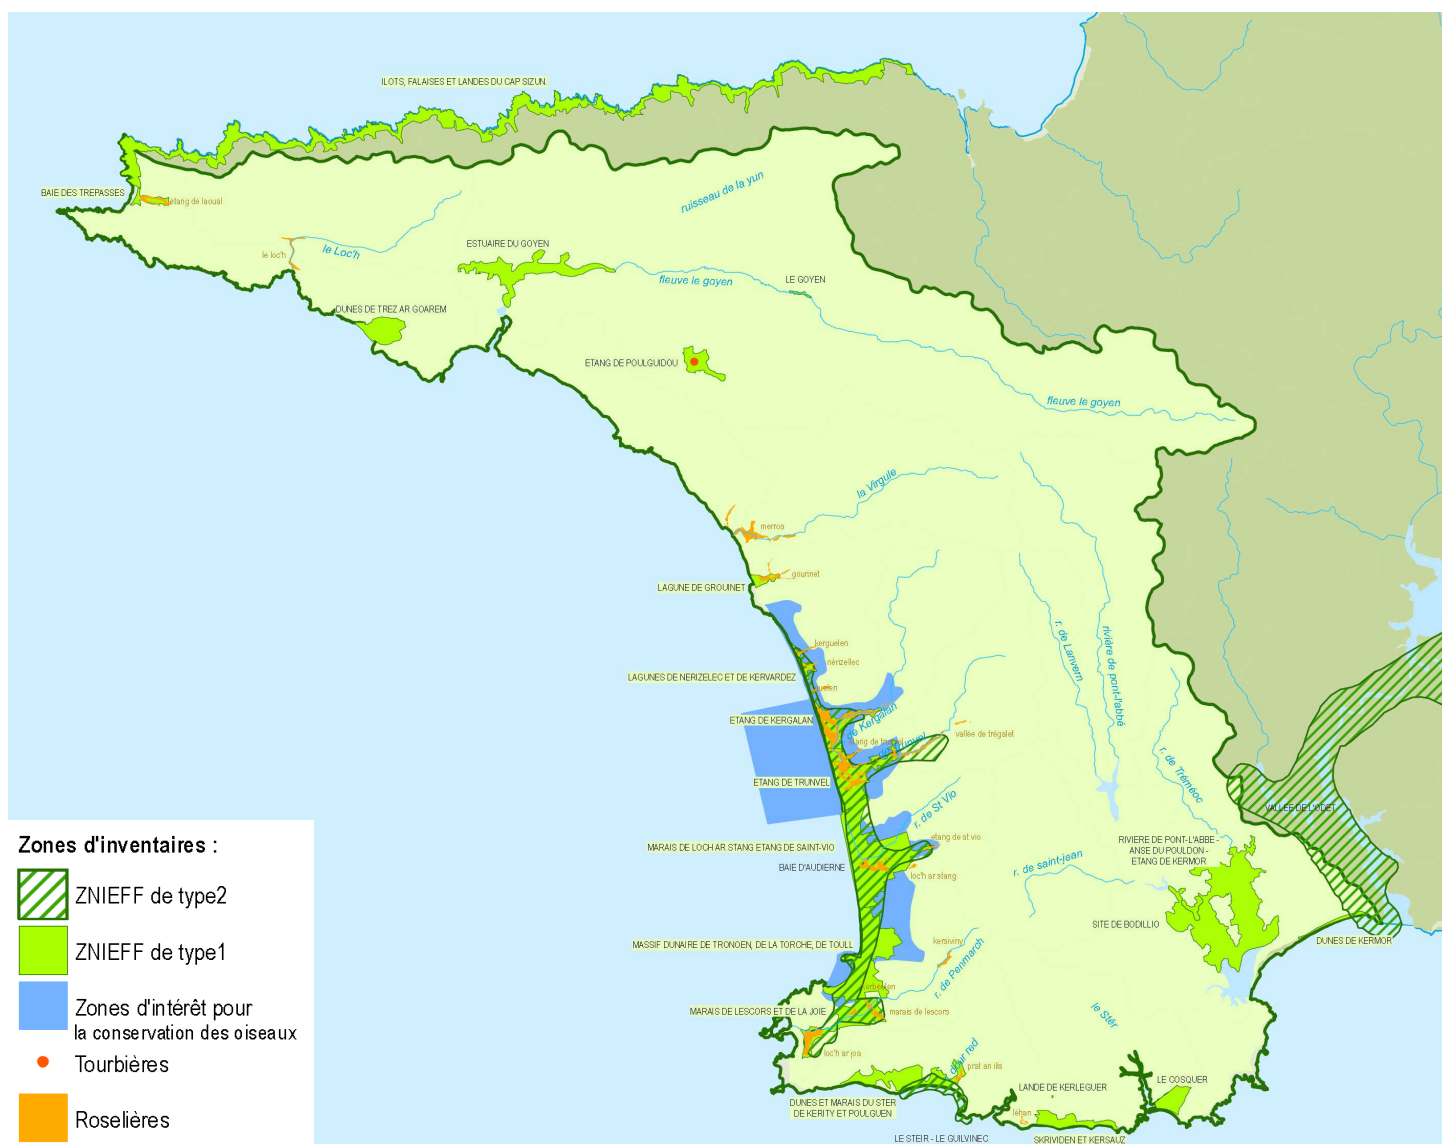 ILOTS, FALAISES ET LANDES DU CAP SIZUN.
BAIE DES TREPASSES
étang de laoual
ruisseau de la yun
le Loc'h
le loc'h
ESTUAIRE DU GOYEN
fleuve le goyen
LE GOYEN
DUNES DE TREZ AR GOAREM
ETANG DE POULGUIDOU
fleuve le goyen
la Virgule
merros
gourinet
LAGUNE DE GROUINET
kerguelen
nérizellec
LAGUNES DE NERIZELEC ET DE KERVARDEZ
r. de Lanvern
rivière de pont-l'abbé
ETANG DE KERGALAN
de Kergalan
vallée de trégalet
ETANG DE TRUNVEL
r. de Tréméoc
VALLEE DE L'ODET
r. de St Vio
etang de st vio
MARAIS DE LOCH AR STANG ETANG DE SAINT-VIO
BAIE D'AUDIERNE
loc'h ar stang
r. de saint-jean
RIVIERE DE PONT-L'ABBE -
ANSE DU POULDON -
ETANG DE KERMOR
SITE DE BODILLIO
DUNES DE KERMOR
MASSIF DUNAIRE DE TRONOEN, DE LA TORCHE, DE TOULL
kersiviny
r. de Penmarch
MARAIS DE LESCORS ET DE LA JOIE
marais de lescors
le Stér
loc'h ar joa
prat an ilis
DUNES ET MARAIS DU STER
DE KERITY ET POULGUEN
LE STEIR - LE GUILVINEC
LANDE DE KERLEGUER
LE COSQUER
léhan
SKRIVIDEN ET KERSAUZ
Zones d'inventaires :
ZNIEFF de type2
ZNIEFF de type1
Zones d'intérêt pour
la conservation des oiseaux
Tourbières
Roselières